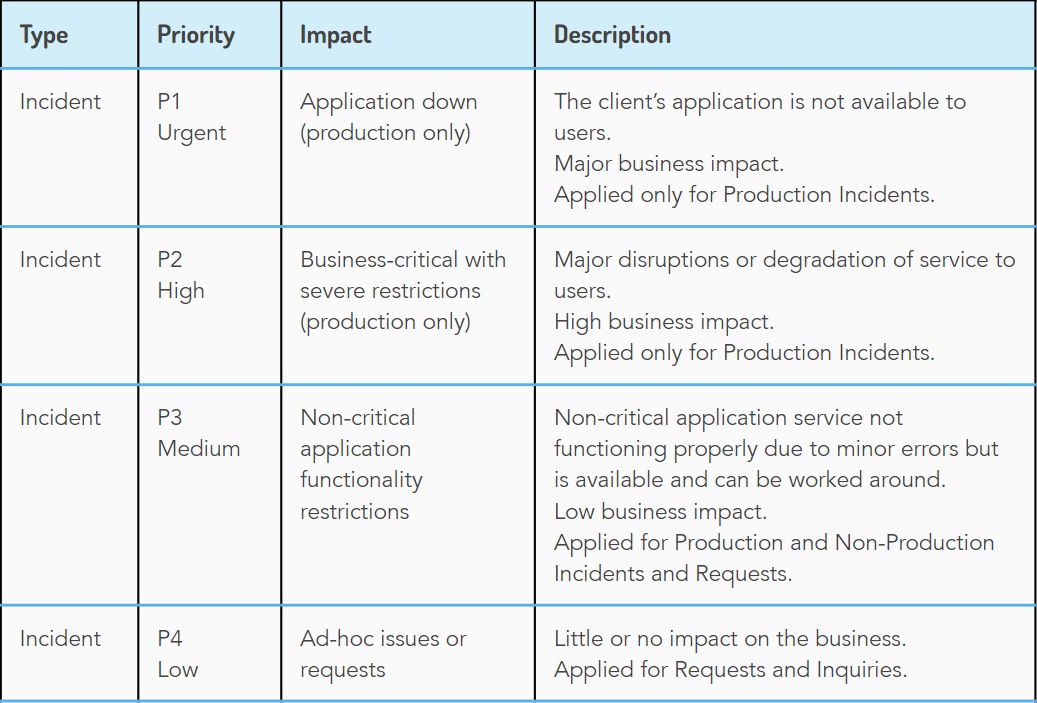 Type Priority Impact Description
Incident
P1
Urgent
Application down
(production only)
The client’s application is not available to
users.
Major business impact.
Applied only for Production Incidents.
Incident
P2
High
Business-critical with
severe restrictions
(production only)
Major disruptions or degradation of service to
users.
High business impact.
Applied only for Production Incidents.
Incident
P3
Medium
Non-critical
application
functionality
restrictions
Non-critical application service not
functioning properly due to minor errors but
is available and can be worked around.
Low business impact.
Applied for Production and Non-Production
Incidents and Requests.
Incident
P4
Low
Ad-hoc issues or
requests
Little or no impact on the business.
Applied for Requests and Inquiries.